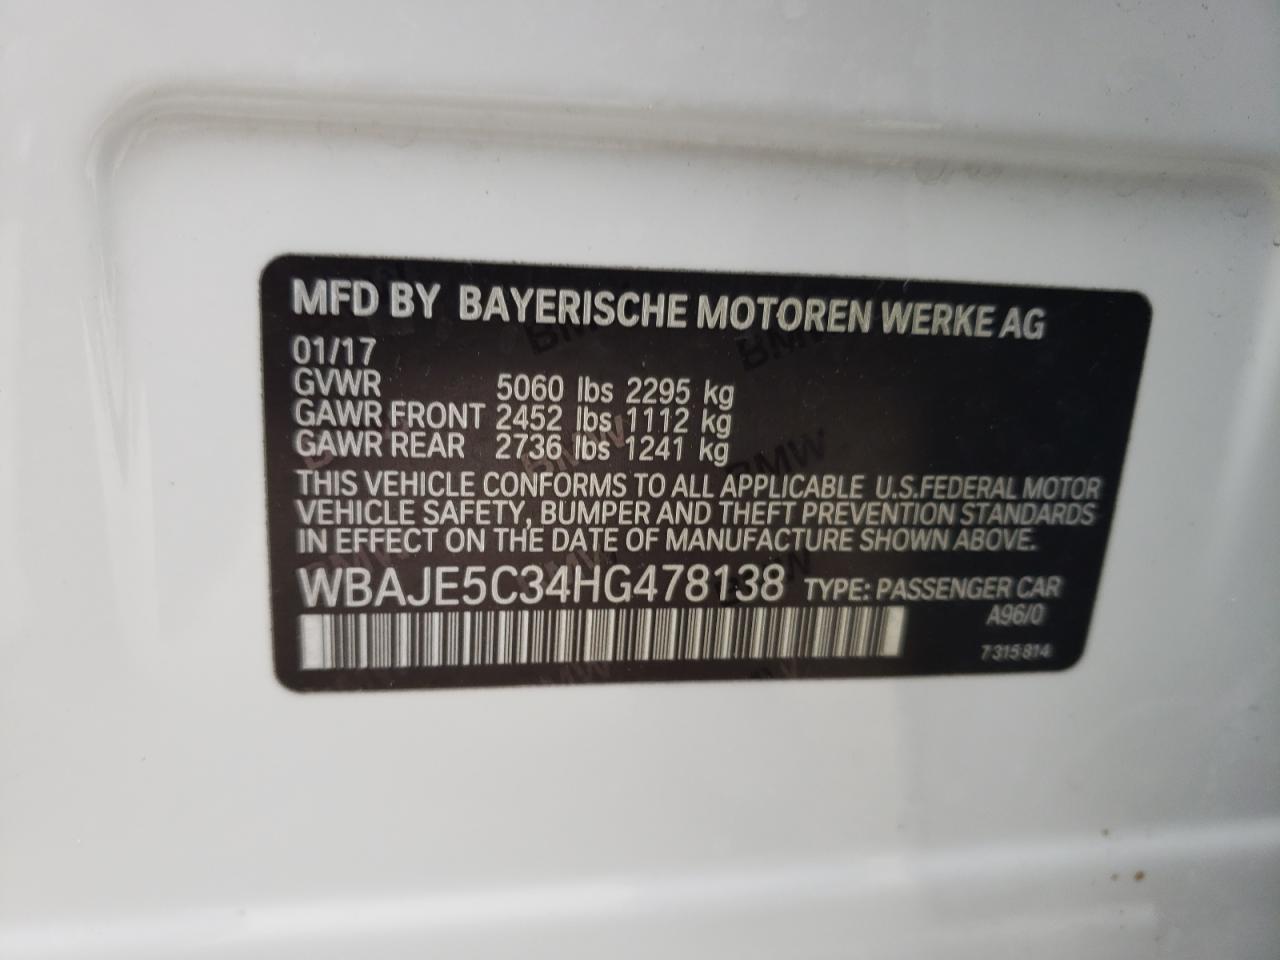 MFD BY BAYERISCHE MOTOREN WERKE AG
01/17
GVWR 5060 lbs 2295 kg
GAWR FRONT 2452 lbs 1112 kg
GAWR REAR 2736 lbs 1241 kg
THIS VEHICLE CONFORMS TO ALL APPLICABLE U.S.FEDERAL MOTOR
VEHICLE SAFETY, BUMPER AND THEFT PREVENTION STANDARDS
IN EFFECT ON THE DATE OF MANUFACTURE SHOWN ABOVE.
WBAJE5C34HG478138 TYPE: PASSENGER CAR
A96/0
7315814